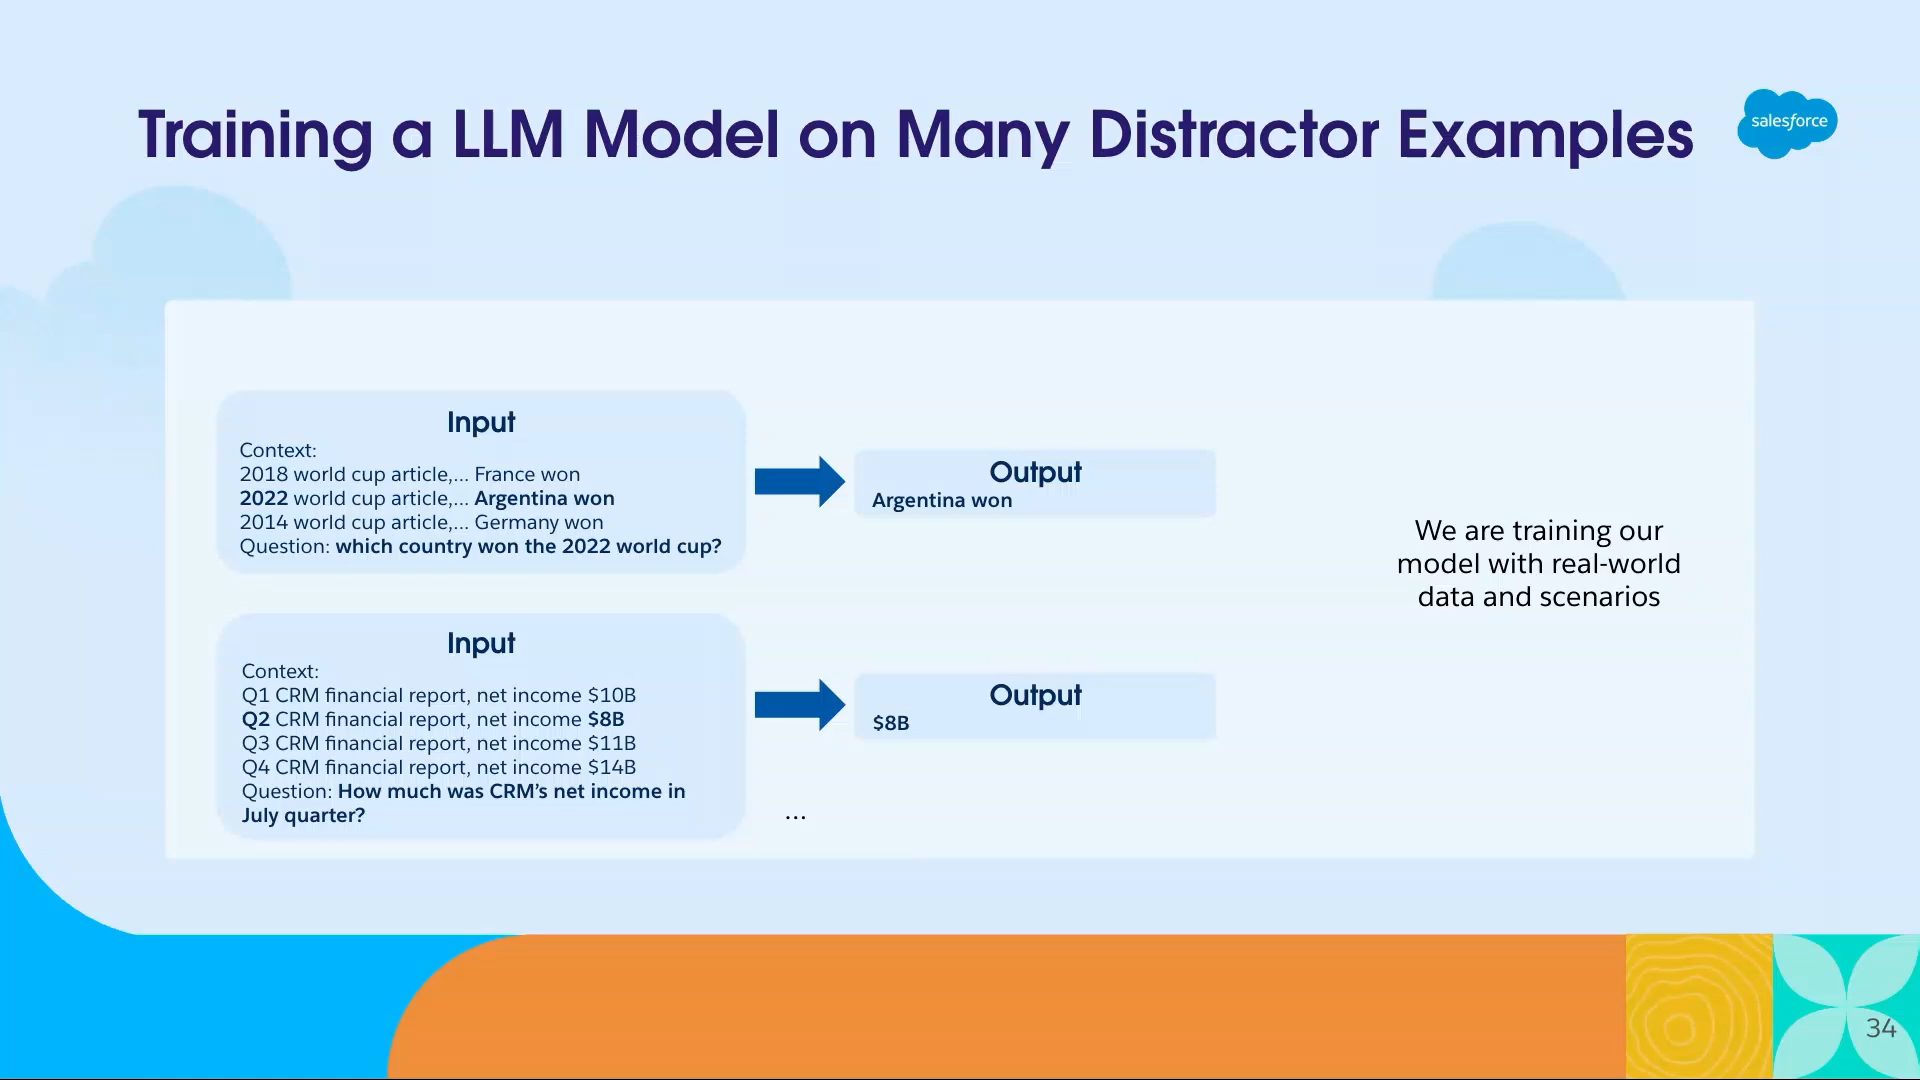 Training a LLM Model on Many Distractor Examples
salesforce
Input
Context:
2018 world cup article,... France won
2022 world cup article,... Argentina won
2014 world cup article,... Germany won
Question: which country won the 2022 world cup?
Output
Argentina won
We are training our
model with real-world
data and scenarios
Input
Context:
Q1 CRM financial report, net income $10B
Q2 CRM financial report, net income $8B
Q3 CRM financial report, net income $11B
Q4 CRM financial report, net income $14B
Question: How much was CRM’s net income in
July quarter?
Output
$8B
...
34